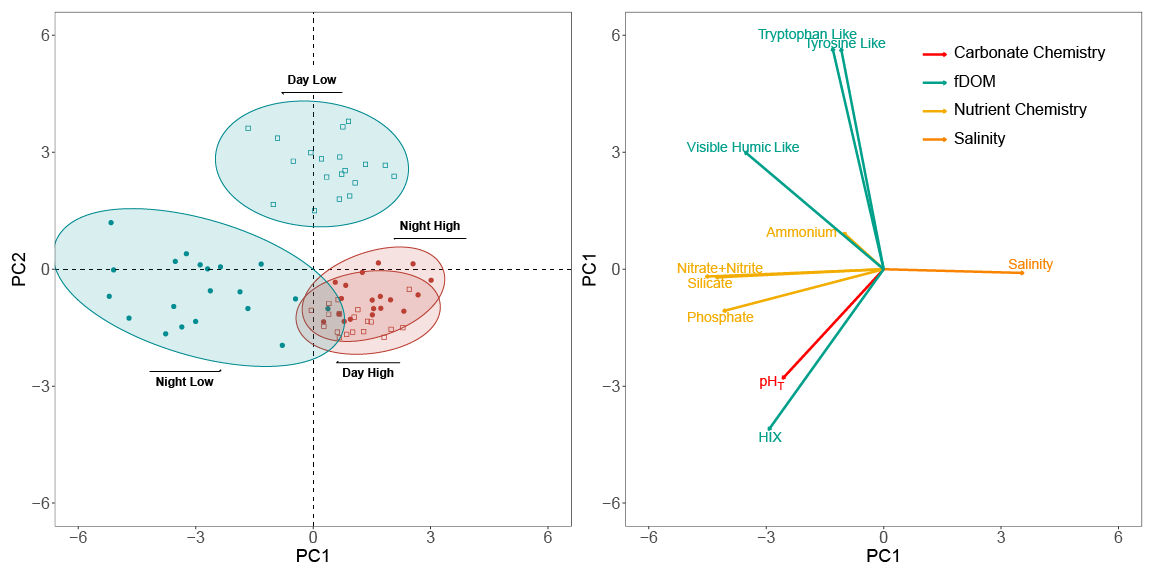 6
3
0
−3
−6
−6
−3
0
3
6
PC2
PC1
Day Low
Night High
Night Low
Day High
6
3
0
−3
−6
−6
−3
0
3
6
PC1
PC1
Tryptophan Like
Tyrosine Like
Visible Humic Like
Ammonium
Nitrate+Nitrite
Silicate
Phosphate
Salinity
pHT
HIX
Carbonate Chemistry
fDOM
Nutrient Chemistry
Salinity